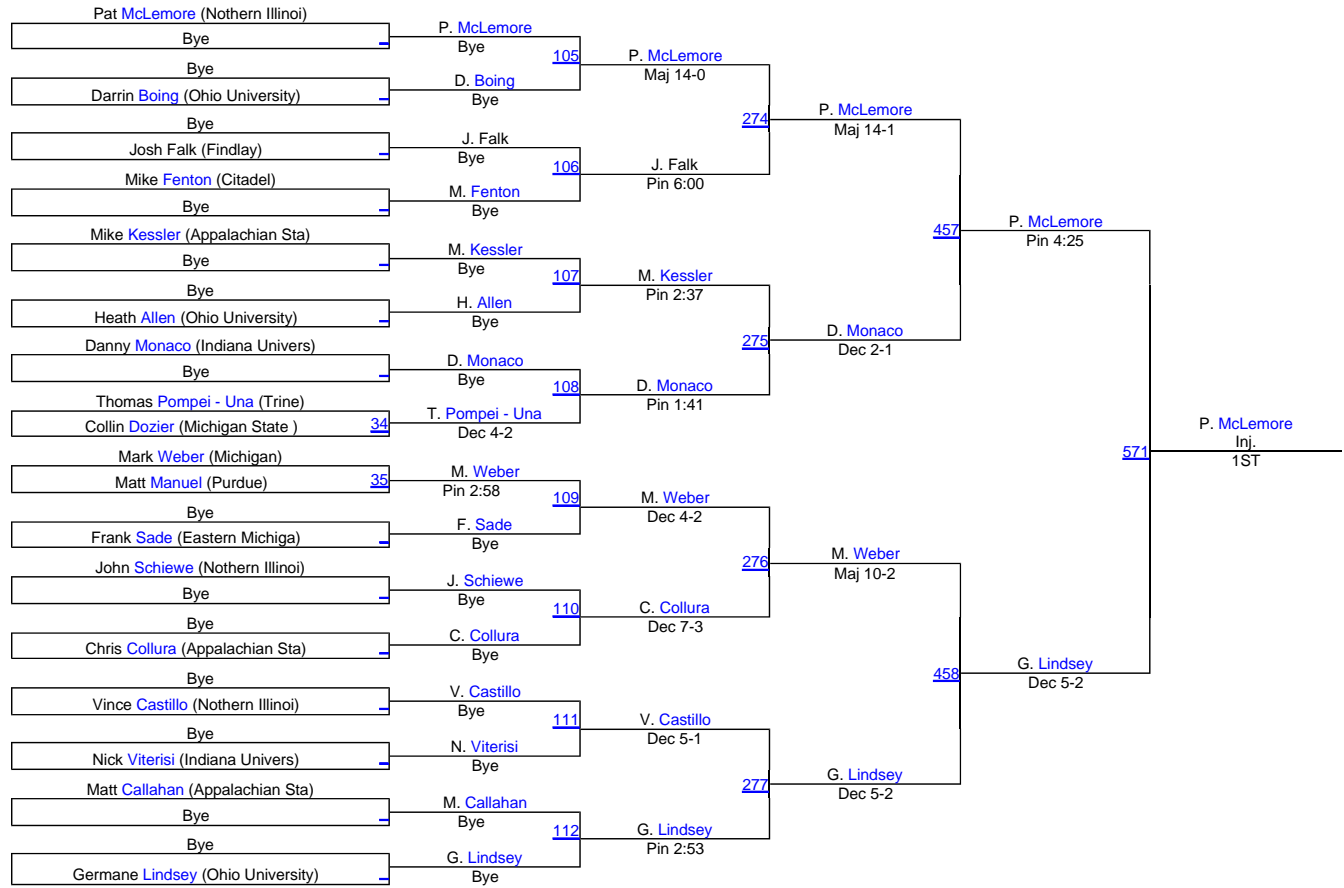 Pat McLemore (Nothern Illinoi)
Bye
Bye
Darrin Boing (Ohio University)
Bye
Josh Falk (Findlay)
Mike Fenton (Citadel)
Bye
Mike Kessler (Appalachian Sta)
Bye
Bye
Heath Allen (Ohio University)
Danny Monaco (Indiana Univers)
Bye
Thomas Pompei - Una (Trine)
Collin Dozier (Michigan State )
34
Mark Weber (Michigan)
Matt Manuel (Purdue)
35
Bye
Frank Sade (Eastern Michiga)
John Schiewe (Nothern Illinoi)
Bye
Bye
Chris Collura (Appalachian Sta)
Bye
Vince Castillo (Nothern Illinoi)
Bye
Nick Viterisi (Indiana Univers)
Matt Callahan (Appalachian Sta)
Bye
Bye
Germane Lindsey (Ohio University)
P. McLemore
Bye
105
D. Boing
Bye
J. Falk
Bye
106
M. Fenton
Bye
M. Kessler
Bye
107
H. Allen
Bye
D. Monaco
Bye
108
T. Pompei - Una
Dec 4-2
M. Weber
Pin 2:58
109
F. Sade
Bye
J. Schiewe
Bye
110
C. Collura
Bye
V. Castillo
Bye
111
N. Viterisi
Bye
M. Callahan
Bye
112
G. Lindsey
Bye
P. McLemore
Maj 14-0
274
J. Falk
Pin 6:00
M. Kessler
Pin 2:37
275
D. Monaco
Pin 1:41
M. Weber
Dec 4-2
276
C. Collura
Dec 7-3
V. Castillo
Dec 5-1
277
G. Lindsey
Pin 2:53
P. McLemore
Maj 14-1
457
D. Monaco
Dec 2-1
M. Weber
Maj 10-2
458
G. Lindsey
Dec 5-2
P. McLemore
Pin 4:25
571
G. Lindsey
Dec 5-2
P. McLemore
Inj.
1ST